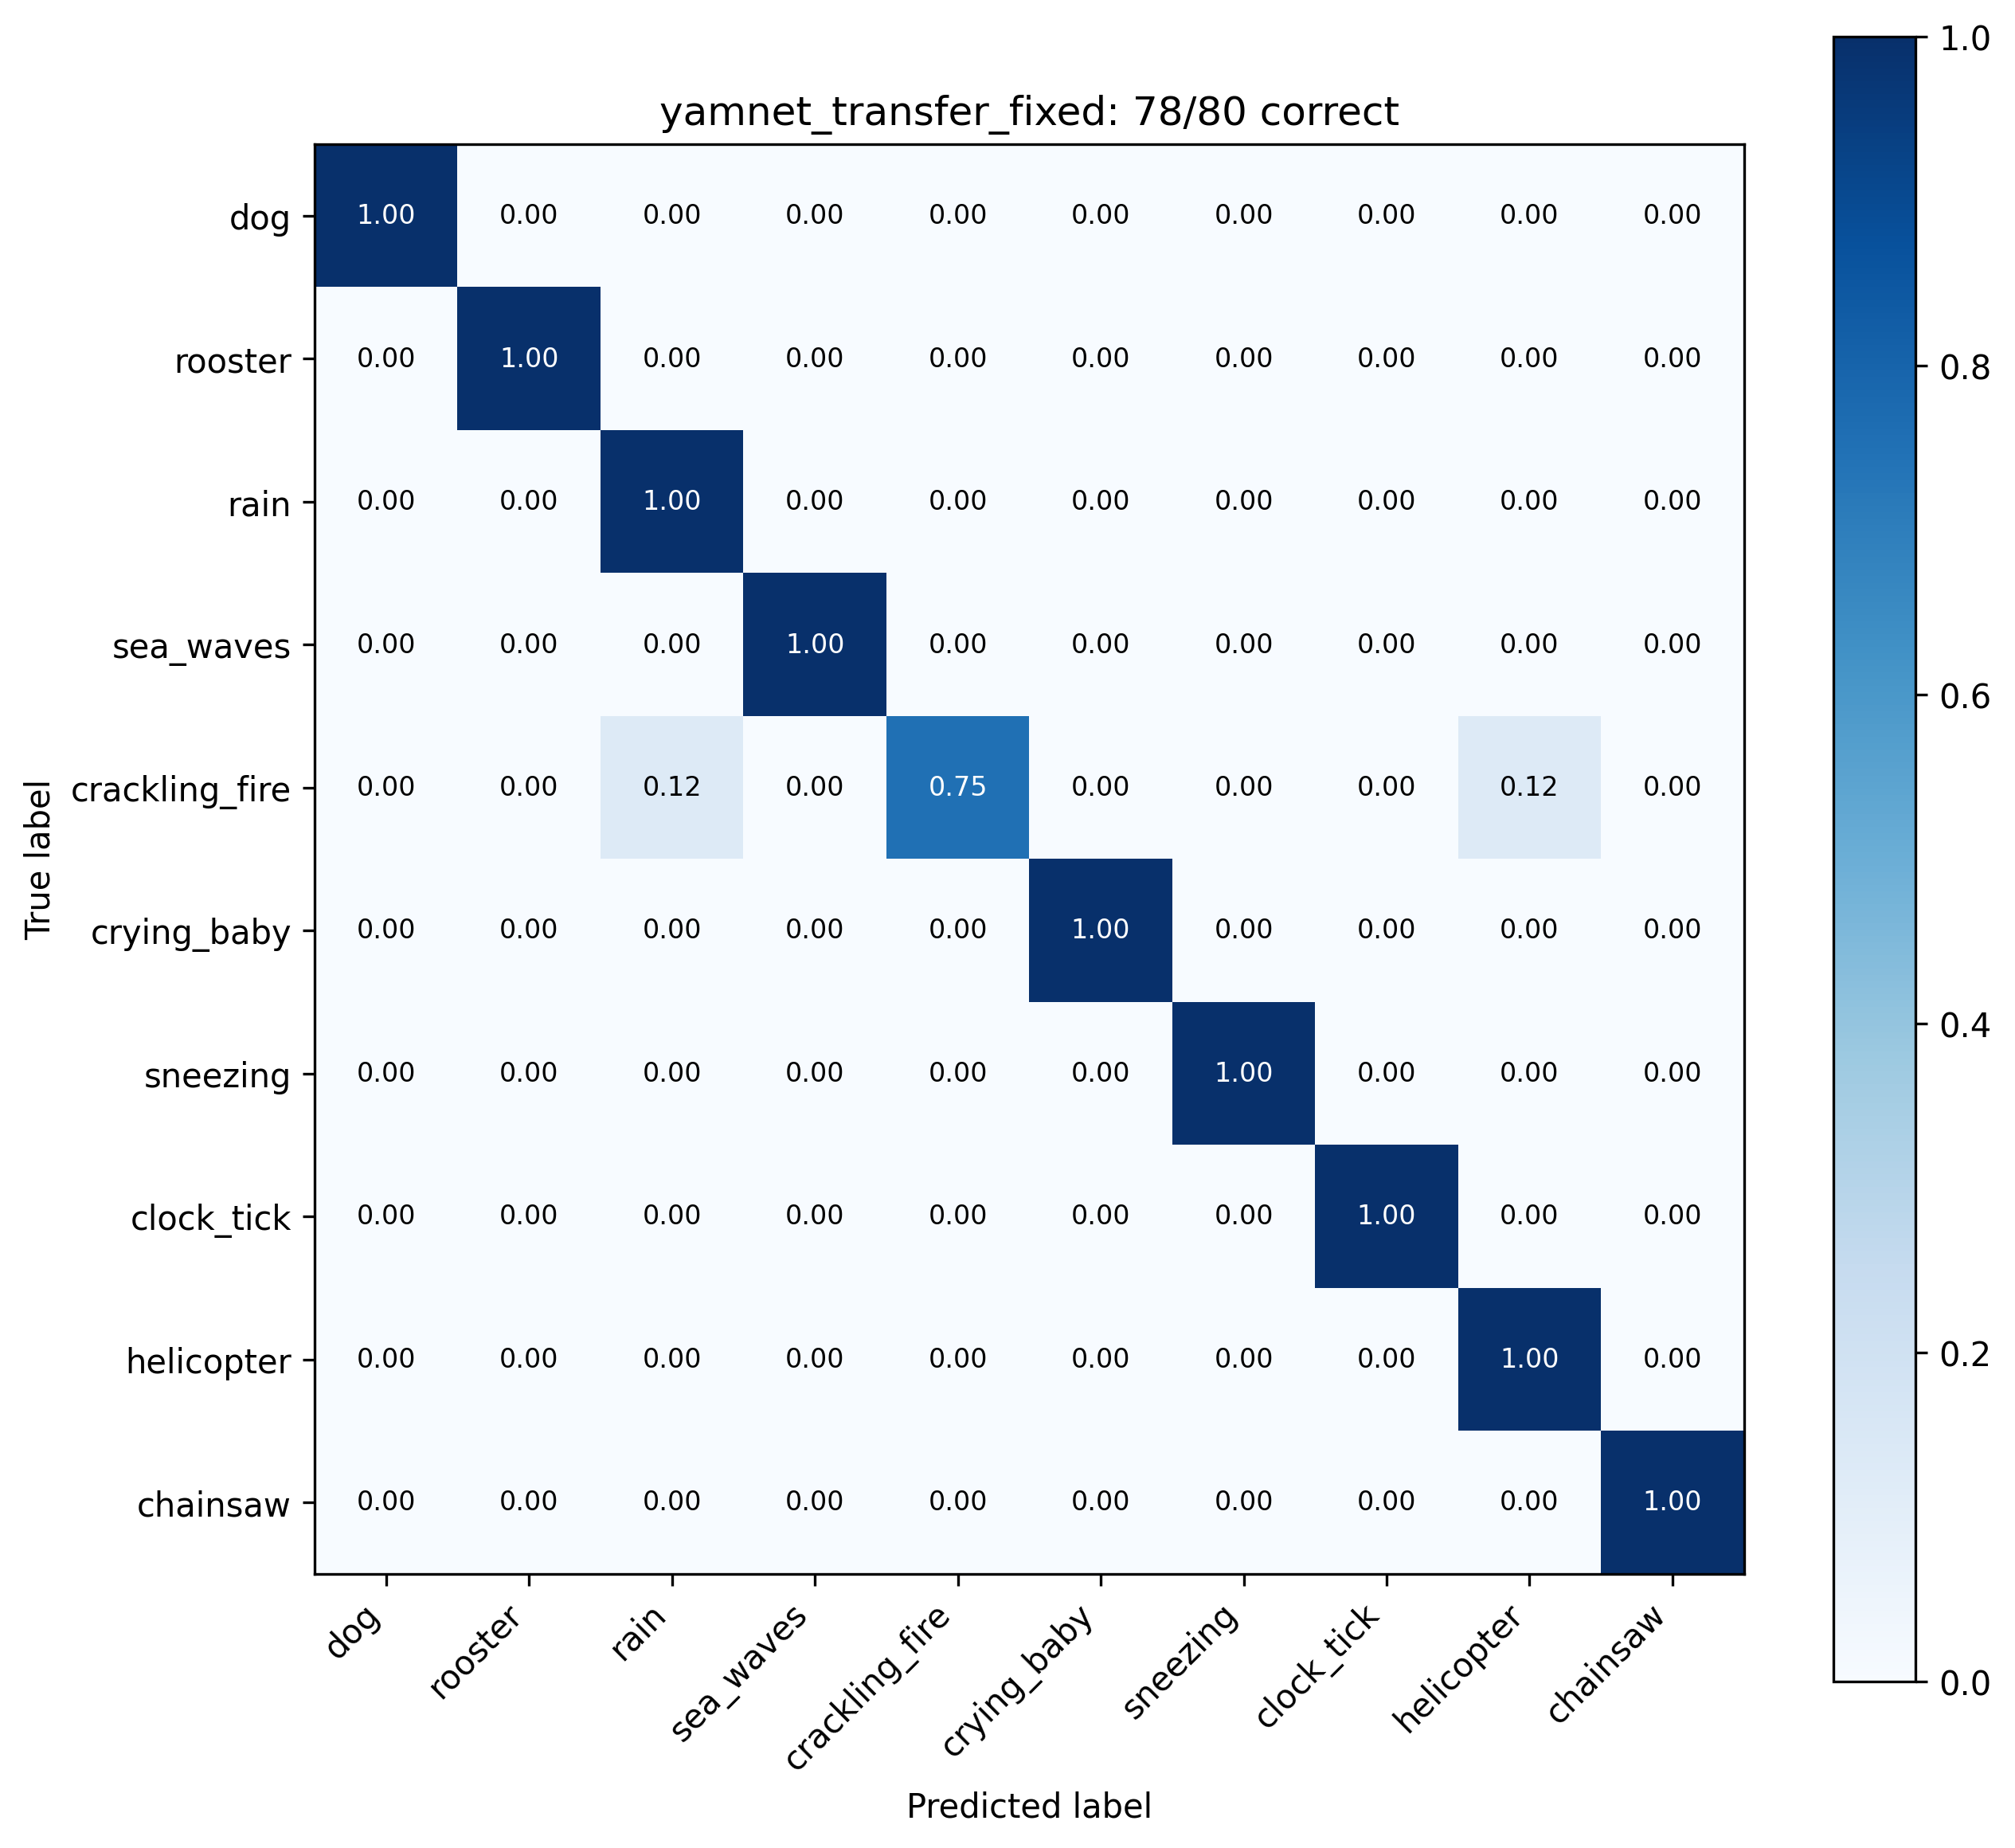 yamnet_transfer_fixed: 78/80 correct
dog 1.00 0.00 0.00 0.00 0.00 0.00 0.00 0.00 0.00 0.00
rooster 0.00 1.00 0.00 0.00 0.00 0.00 0.00 0.00 0.00 0.00
rain 0.00 0.00 1.00 0.00 0.00 0.00 0.00 0.00 0.00 0.00
sea_waves 0.00 0.00 0.00 1.00 0.00 0.00 0.00 0.00 0.00 0.00
crackling_fire 0.00 0.00 0.12 0.00 0.75 0.00 0.00 0.00 0.12 0.00
crying_baby 0.00 0.00 0.00 0.00 0.00 1.00 0.00 0.00 0.00 0.00
sneezing 0.00 0.00 0.00 0.00 0.00 0.00 1.00 0.00 0.00 0.00
clock_tick 0.00 0.00 0.00 0.00 0.00 0.00 0.00 1.00 0.00 0.00
helicopter 0.00 0.00 0.00 0.00 0.00 0.00 0.00 0.00 1.00 0.00
chainsaw 0.00 0.00 0.00 0.00 0.00 0.00 0.00 0.00 0.00 1.00
True label
dog rooster rain sea_waves crackling_fire crying_baby sneezing clock_tick helicopter chainsaw
Predicted label
1.0
0.8
0.6
0.4
0.2
0.0